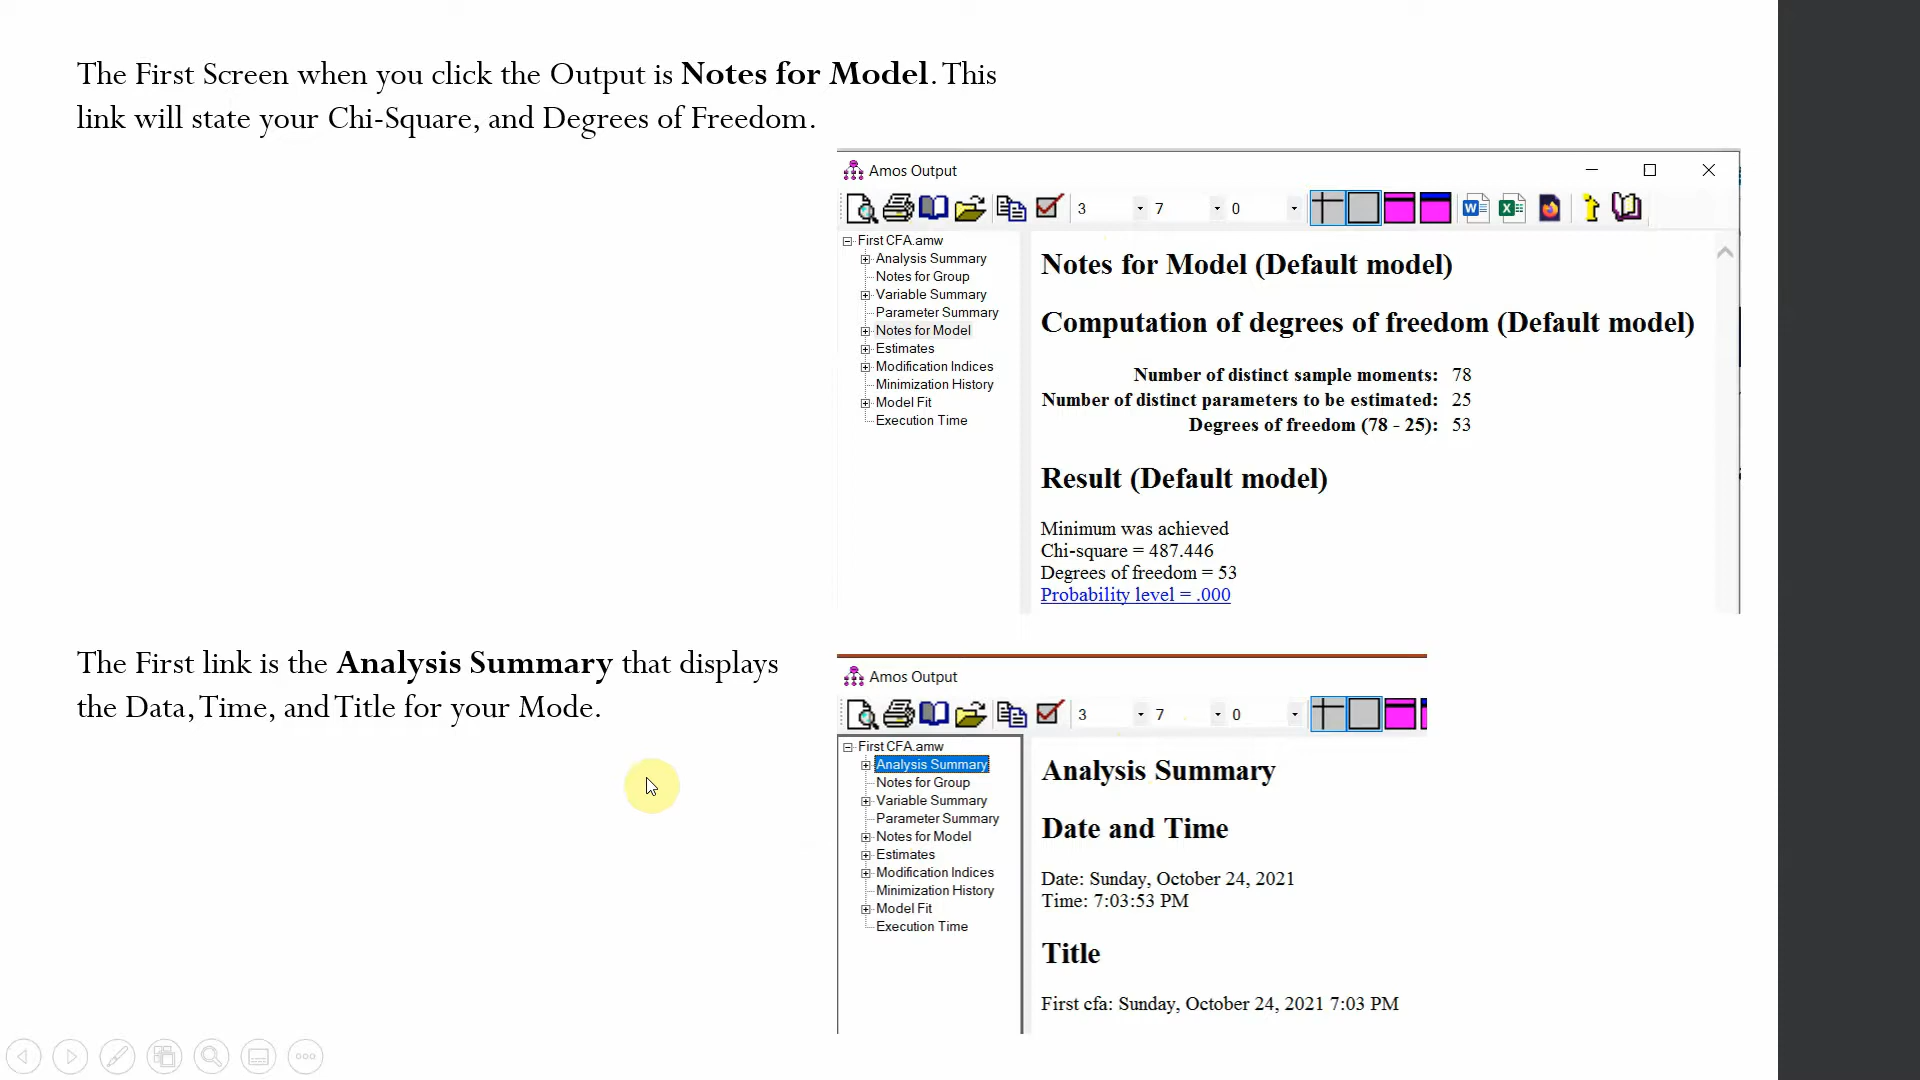 The First Screen when you click the Output is Notes for Model. This
link will state your Chi-Square, and Degrees of Freedom.
Amos Output
3 7 0
First CFA.amw
Analysis Summary
Notes for Group
Variable Summary
Parameter Summary
Notes for Model
Estimates
Modification Indices
Minimization History
Model Fit
Execution Time
Notes for Model (Default model)
Computation of degrees of freedom (Default model)
Number of distinct sample moments: 78
Number of distinct parameters to be estimated: 25
Degrees of freedom (78 - 25): 53
Result (Default model)
Minimum was achieved
Chi-square = 487.446
Degrees of freedom = 53
Probability level = .000
The First link is the Analysis Summary that displays
the Data, Time, and Title for your Mode.
Amos Output
3 7 0
First CFA.amw
Analysis Summary
Notes for Group
Variable Summary
Parameter Summary
Notes for Model
Estimates
Modification Indices
Minimization History
Model Fit
Execution Time
Analysis Summary
Date and Time
Date: Sunday, October 24, 2021
Time: 7:03:53 PM
Title
First cfa: Sunday, October 24, 2021 7:03 PM